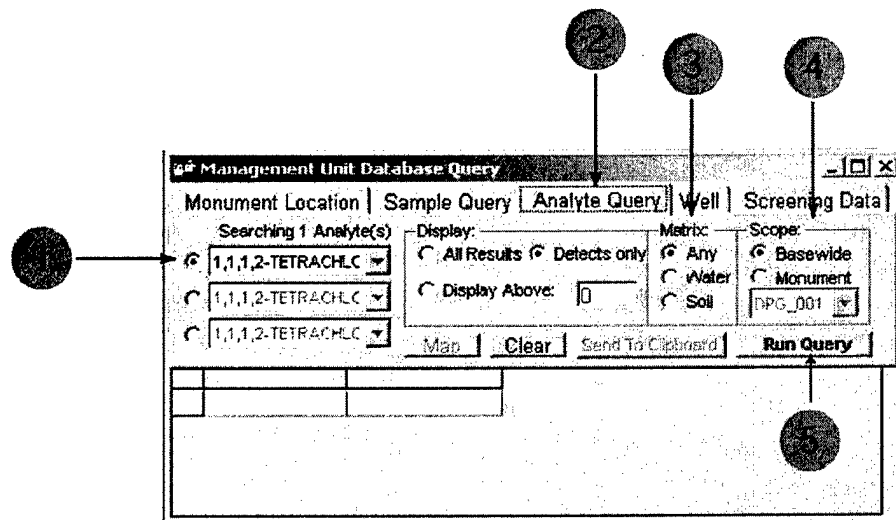 2
3
4
Management Unit Database Query
Monument Location Sample Query Analyte Query Well Screening Data
Searching 1 Analyte(s) Display: Matrix: Scope:
1 1,1,1,2-TETRACHLC All Results Detects only Any Basewide
1,1,1,2-TETRACHLC Display Above: 0 Water Monument
1,1,1,2-TETRACHLC Soil DPG_001
Map Clear Send To Clipboard Run Query
5